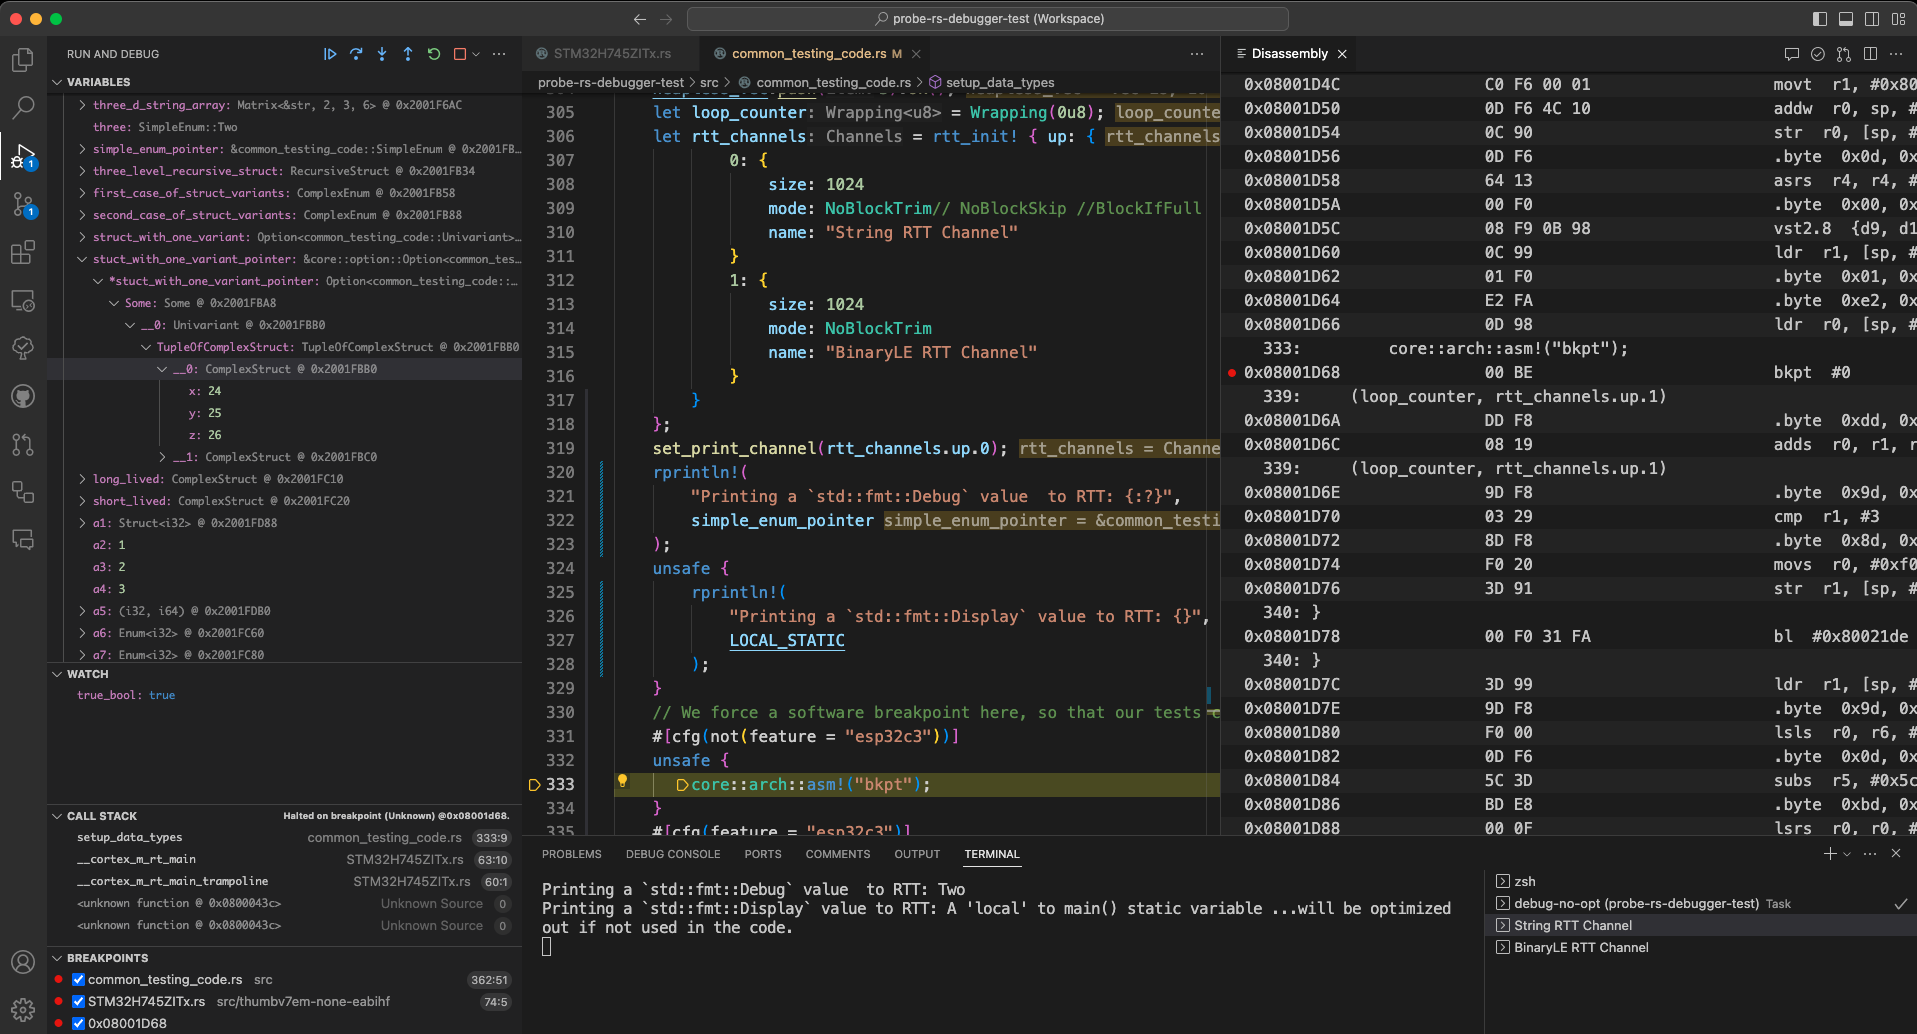 probe-rs-debugger-test (Workspace)
RUN AND DEBUG
VARIABLES
three_d_string_array: Matrix<&str, 2, 3, 6> @ 0x2001F6AC
three: SimpleEnum::Two
simple_enum_pointer: &common_testing_code::SimpleEnum @ 0x2001FB…
three_level_recursive_struct: RecursiveStruct @ 0x2001FB34
first_case_of_struct_variants: ComplexEnum @ 0x2001FB58
second_case_of_struct_variants: ComplexEnum @ 0x2001FB88
struct_with_one_variant: Option<common_testing_code::Univariant>…
stuct_with_one_variant_pointer: &core::option::Option<common_tes…
*stuct_with_one_variant_pointer: Option<common_testing_code::…
Some: Some @ 0x2001FBA8
__0: Univariant @ 0x2001FBB0
TupleOfComplexStruct: TupleOfComplexStruct @ 0x2001FBB0
__0: ComplexStruct @ 0x2001FBB0
x: 24
y: 25
z: 26
__1: ComplexStruct @ 0x2001FBC0
long_lived: ComplexStruct @ 0x2001FC10
short_lived: ComplexStruct @ 0x2001FC20
a1: Struct<i32> @ 0x2001FD88
a2: 1
a3: 2
a4: 3
a5: (i32, i64) @ 0x2001FDB0
a6: Enum<i32> @ 0x2001FC60
a7: Enum<i32> @ 0x2001FC80
WATCH
true_bool: true
CALL STACK Halted on breakpoint (Unknown) @0x08001d68.
setup_data_types common_testing_code.rs 333:9
__cortex_m_rt_main STM32H745ZITx.rs 63:10
__cortex_m_rt_main_trampoline STM32H745ZITx.rs 60:1
<unknown function @ 0x0800043c> Unknown Source 0
<unknown function @ 0x0800043c> Unknown Source 0
BREAKPOINTS
common_testing_code.rs src 362:51
STM32H745ZITx.rs src/thumbv7em-none-eabihf 74:5
0x08001D68
1
1
STM32H745ZITx.rs
common_testing_code.rs M
probe-rs-debugger-test > src > common_testing_code.rs > setup_data_types
305 let loop_counter: Wrapping<u8> = Wrapping(0u8); loop_counte
306 let rtt_channels: Channels = rtt_init! { up: { rtt_channels
307 0: {
308 size: 1024
309 mode: NoBlockTrim// NoBlockSkip //BlockIfFull
310 name: "String RTT Channel"
311 }
312 1: {
313 size: 1024
314 mode: NoBlockTrim
315 name: "BinaryLE RTT Channel"
316 }
317 }
318 };
319 set_print_channel(rtt_channels.up.0); rtt_channels = Channe
320 rprintln!(
321 "Printing a `std::fmt::Debug` value  to RTT: {:?}",
322 simple_enum_pointer simple_enum_pointer = &common_testi
323 );
324 unsafe {
325 rprintln!(
326 "Printing a `std::fmt::Display` value to RTT: {}",
327 LOCAL_STATIC
328 );
329 }
330 // We force a software breakpoint here, so that our tests c
331 #[cfg(not(feature = "esp32c3"))]
332 unsafe {
333 core::arch::asm!("bkpt");
334 }
335 #[cfg(feature = "esp32c3")]
Disassembly
0x08001D4C C0 F6 00 01 movt r1, #0x80
0x08001D50 0D F6 4C 10 addw r0, sp, #
0x08001D54 0C 90 str r0, [sp, #
0x08001D56 0D F6 .byte 0x0d, 0x
0x08001D58 64 13 asrs r4, r4, #
0x08001D5A 00 F0 .byte 0x00, 0x
0x08001D5C 08 F9 0B 98 vst2.8 {d9, d1
0x08001D60 0C 99 ldr r1, [sp, #
0x08001D62 01 F0 .byte 0x01, 0x
0x08001D64 E2 FA .byte 0xe2, 0x
0x08001D66 0D 98 ldr r0, [sp, #
333: core::arch::asm!("bkpt");
0x08001D68 00 BE bkpt #0
339: (loop_counter, rtt_channels.up.1)
0x08001D6A DD F8 .byte 0xdd, 0x
0x08001D6C 08 19 adds r0, r1, r
339: (loop_counter, rtt_channels.up.1)
0x08001D6E 9D F8 .byte 0x9d, 0x
0x08001D70 03 29 cmp r1, #3
0x08001D72 8D F8 .byte 0x8d, 0x
0x08001D74 F0 20 movs r0, #0xf0
0x08001D76 3D 91 str r1, [sp, #
340: }
0x08001D78 00 F0 31 FA bl #0x80021de
340: }
0x08001D7C 3D 99 ldr r1, [sp, #
0x08001D7E 9D F8 .byte 0x9d, 0x
0x08001D80 F0 00 lsls r0, r6, #
0x08001D82 0D F6 .byte 0x0d, 0x
0x08001D84 5C 3D subs r5, #0x5c
0x08001D86 BD E8 .byte 0xbd, 0x
0x08001D88 00 0F lsrs r0, r0, #
PROBLEMS DEBUG CONSOLE PORTS COMMENTS OUTPUT TERMINAL
Printing a `std::fmt::Debug` value  to RTT: Two
Printing a `std::fmt::Display` value to RTT: A 'local' to main() static variable ...will be optimized
out if not used in the code.
zsh
debug-no-opt (probe-rs-debugger-test) Task
String RTT Channel
BinaryLE RTT Channel